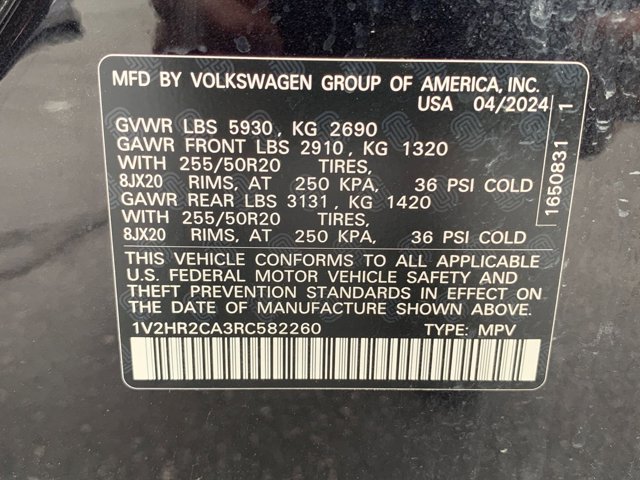 MFD BY VOLKSWAGEN GROUP OF AMERICA, INC.
USA 04/2024
GVWR LBS 5930, KG 2690
GAWR FRONT LBS 2910, KG 1320
WITH 255/50R20 TIRES,
8JX20 RIMS, AT 250 KPA, 36 PSI COLD
GAWR REAR LBS 3131, KG 1420
WITH 255/50R20 TIRES,
8JX20 RIMS, AT 250 KPA, 36 PSI COLD
1650831 1
THIS VEHICLE CONFORMS TO ALL APPLICABLE
U.S. FEDERAL MOTOR VEHICLE SAFETY AND
THEFT PREVENTION STANDARDS IN EFFECT ON
THE DATE OF MANUFACTURE SHOWN ABOVE.
1V2HR2CA3RC582260 TYPE: MPV